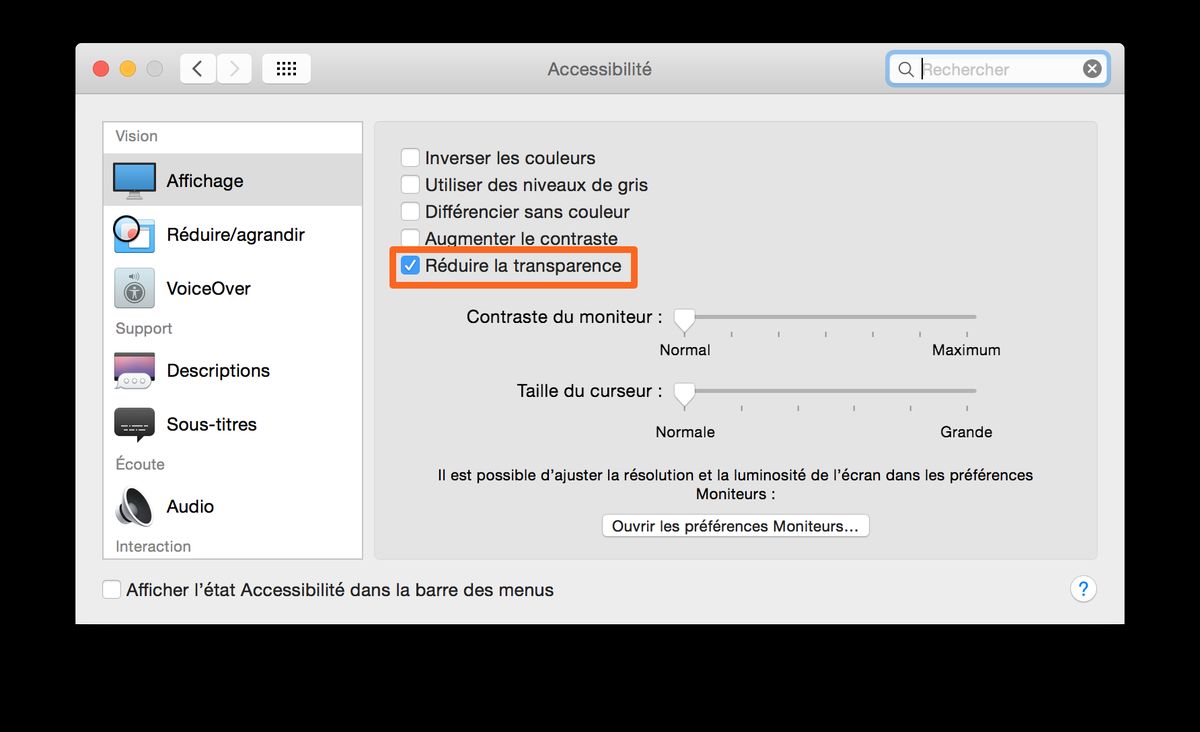 Accessibilité
Rechercher
Vision
Affichage
Réduire/agrandir
VoiceOver
Support
Descriptions
Sous-titres
Écoute
Audio
Interaction
Inverser les couleurs
Utiliser des niveaux de gris
Différencier sans couleur
Augmenter le contraste
Réduire la transparence
Contraste du moniteur :
Normal Maximum
Taille du curseur :
Normale Grande
Il est possible d’ajuster la résolution et la luminosité de l’écran dans les préférences
Moniteurs :
Ouvrir les préférences Moniteurs...
Afficher l’état Accessibilité dans la barre des menus
?